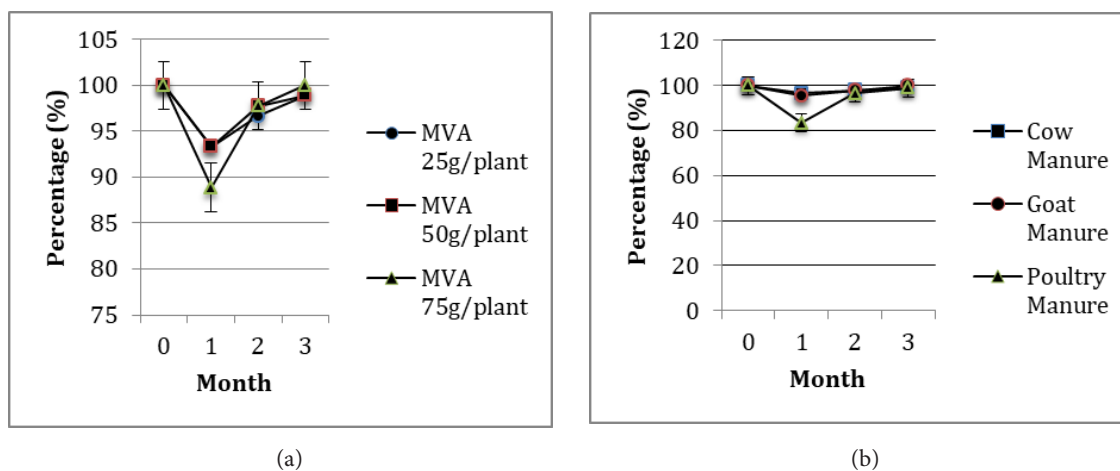 105
100
95
90
85
80
75
Percentage (%)
0 1 2 3
Month
MVA
25g/plant
MVA
50g/plant
MVA
75g/plant
(a)
120
100
80
60
40
20
0
Percentage (%)
0 1 2 3
Month
Cow
Manure
Goat
Manure
Poultry
Manure
(b)